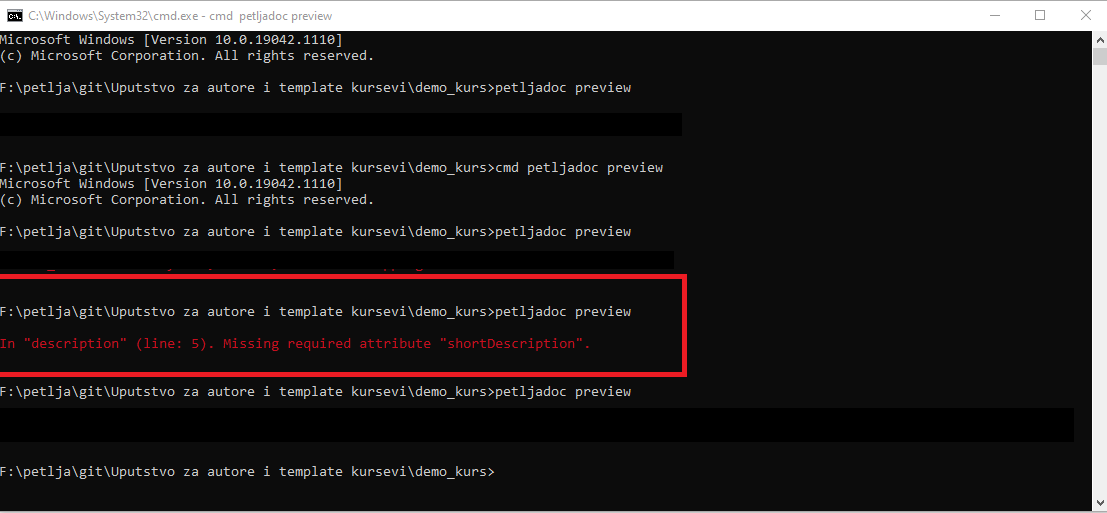 C:\Windows\System32\cmd.exe - cmd  petljadoc preview
Microsoft Windows [Version 10.0.19042.1110]
(c) Microsoft Corporation. All rights reserved.
F:\petlja\git\Uputstvo za autore i template kursevi\demo_kurs>petljadoc preview
F:\petlja\git\Uputstvo za autore i template kursevi\demo_kurs>cmd petljadoc preview
Microsoft Windows [Version 10.0.19042.1110]
(c) Microsoft Corporation. All rights reserved.
F:\petlja\git\Uputstvo za autore i template kursevi\demo_kurs>petljadoc preview
F:\petlja\git\Uputstvo za autore i template kursevi\demo_kurs>petljadoc preview
In "description" (line: 5). Missing required attribute "shortDescription".
F:\petlja\git\Uputstvo za autore i template kursevi\demo_kurs>petljadoc preview
F:\petlja\git\Uputstvo za autore i template kursevi\demo_kurs>